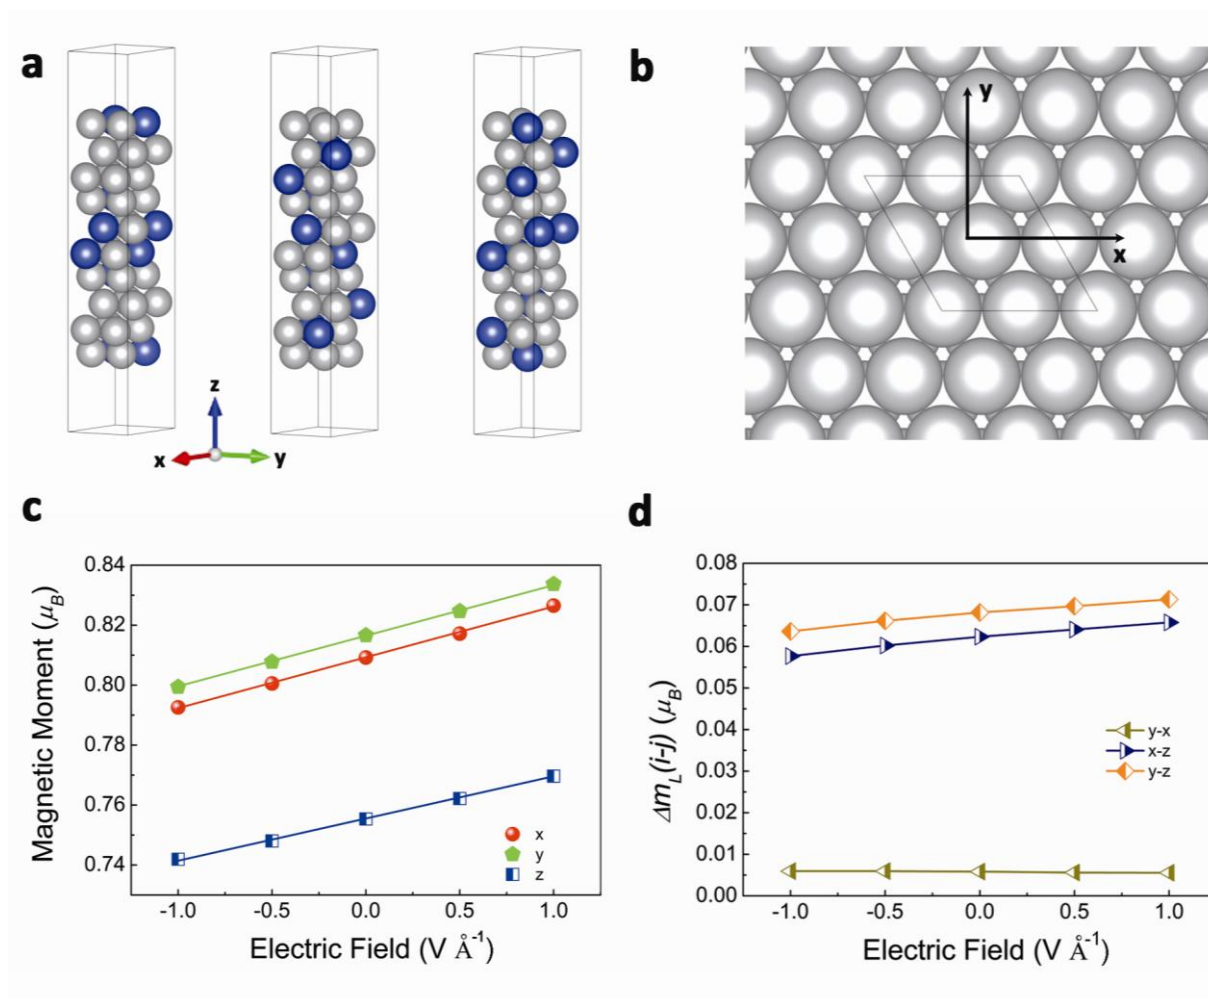 a
z
x
y
b
y
x
c
Magnetic Moment (μB)
0.84
0.82
0.80
0.78
0.76
0.74
x
y
z
-1.0 -0.5 0.0 0.5 1.0
Electric Field (V Å-1)
d
ΔmL(i-j) (μB)
0.08
0.07
0.06
0.05
0.04
0.03
0.02
0.01
0.00
y-x
x-z
y-z
-1.0 -0.5 0.0 0.5 1.0
Electric Field (V Å-1)